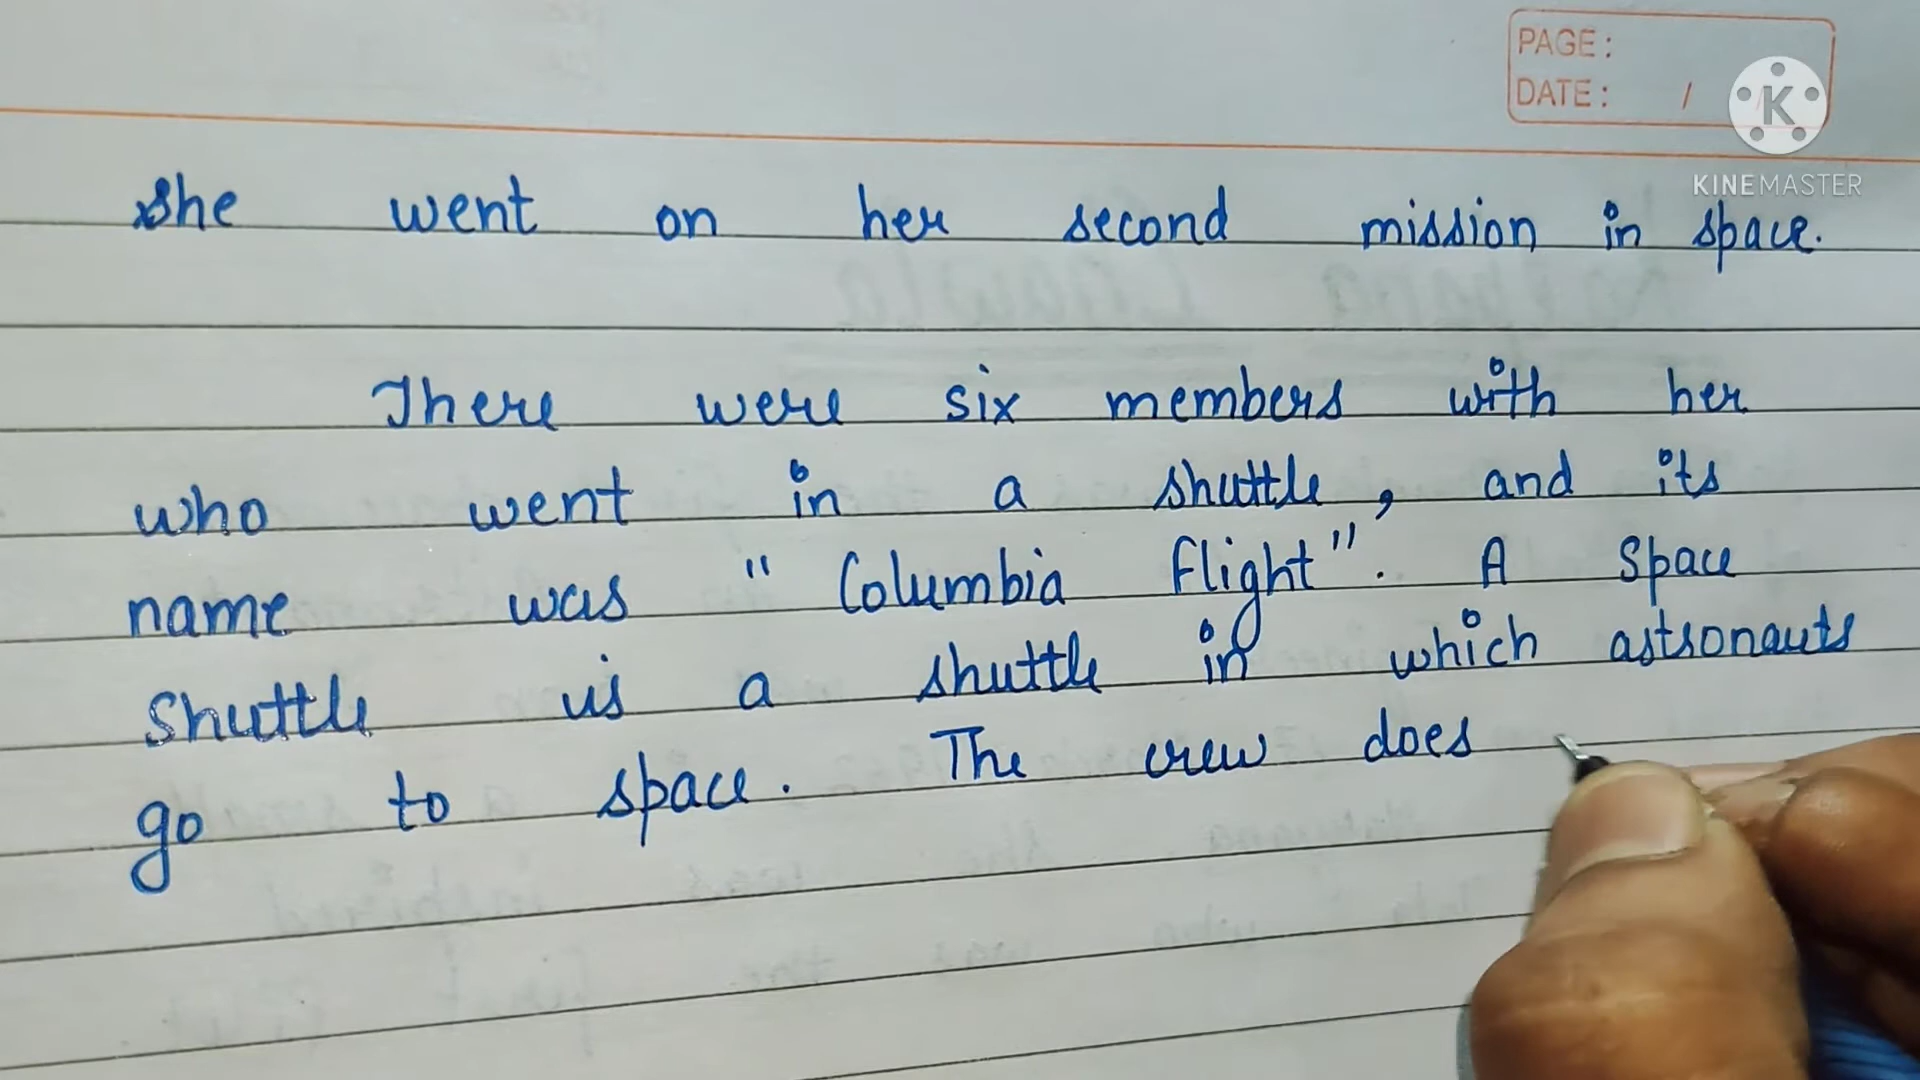 PAGE :
DATE : /
K
KINEMASTER
She went on her second mission in space.
There were six members with her
who went in a shuttle, and its
name was "Columbia Flight". A Space
Shuttle is a shuttle in which astronauts
go to space. The crew does